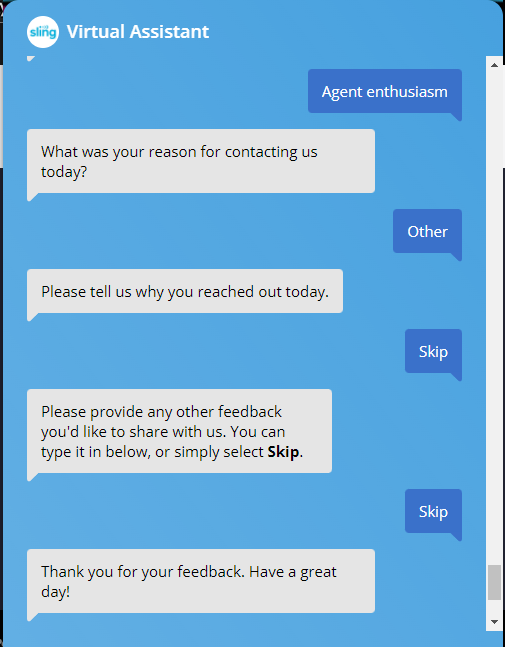 sling
Virtual Assistant
Agent enthusiasm
What was your reason for contacting us
today?
Other
Please tell us why you reached out today.
Skip
Please provide any other feedback
you'd like to share with us. You can
type it in below, or simply select Skip.
Skip
Thank you for your feedback. Have a great
day!